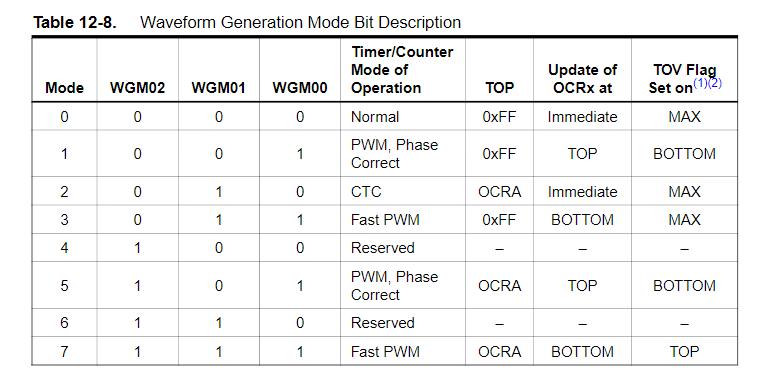 Table 12-8. Waveform Generation Mode Bit Description
Mode WGM02 WGM01 WGM00 Timer/Counter Mode of Operation TOP Update of OCRx at TOV Flag Set on(1)(2)
0 0 0 0 Normal 0xFF Immediate MAX
1 0 0 1 PWM, Phase Correct 0xFF TOP BOTTOM
2 0 1 0 CTC OCRA Immediate MAX
3 0 1 1 Fast PWM 0xFF BOTTOM MAX
4 1 0 0 Reserved – – –
5 1 0 1 PWM, Phase Correct OCRA TOP BOTTOM
6 1 1 0 Reserved – – –
7 1 1 1 Fast PWM OCRA BOTTOM TOP